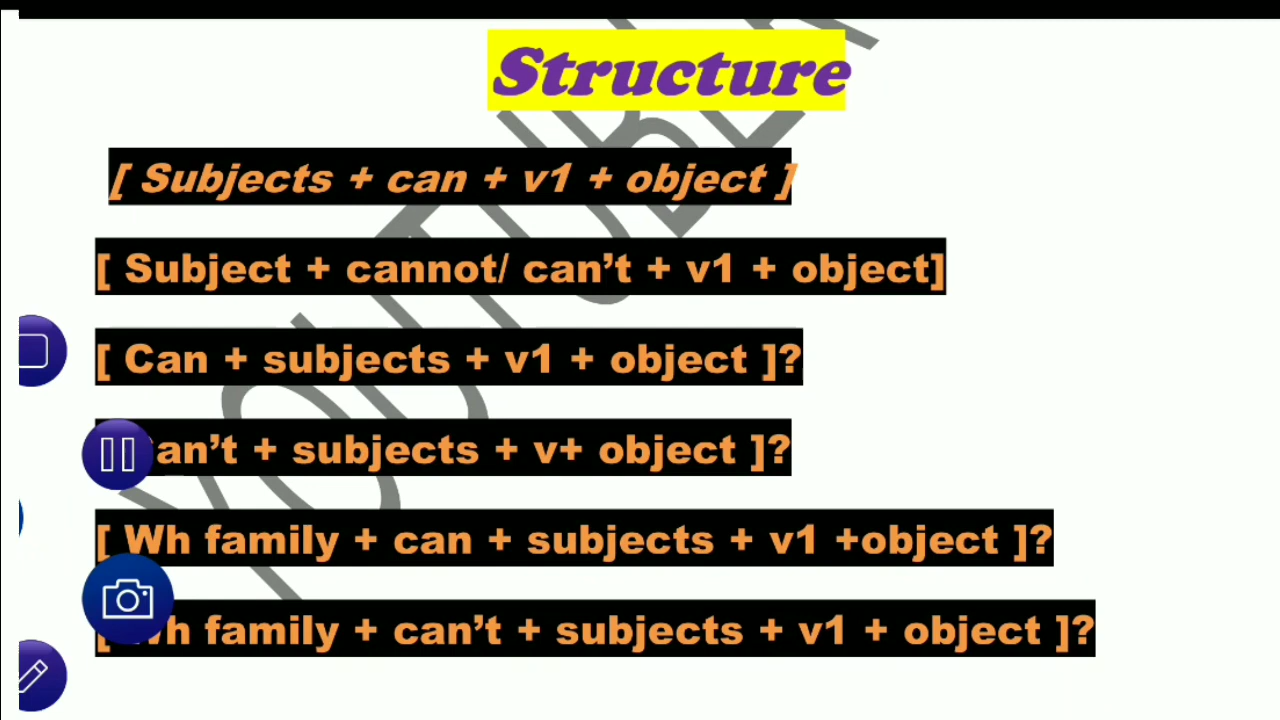 Structure
[ Subjects + can + v1 + object ]
[ Subject + cannot/ can’t + v1 + object]
[ Can + subjects + v1 + object ]?
an’t + subjects + v+ object ]?
[ Wh family + can + subjects + v1 +object ]?
[ Wh family + can’t + subjects + v1 + object ]?